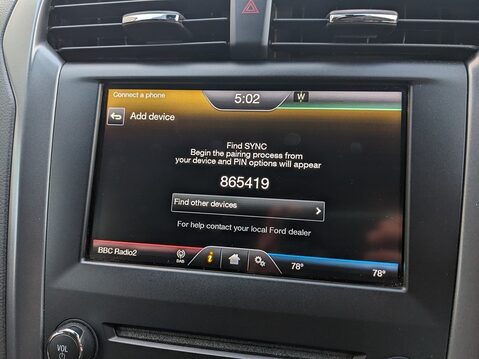 Connect a phone
5:02
W
Add device
Find SYNC
Begin the pairing process from
your device and PIN options will appear
865419
Find other devices
For help contact your local Ford dealer
BBC Radio2
DAB
i
78°
78°
VOL